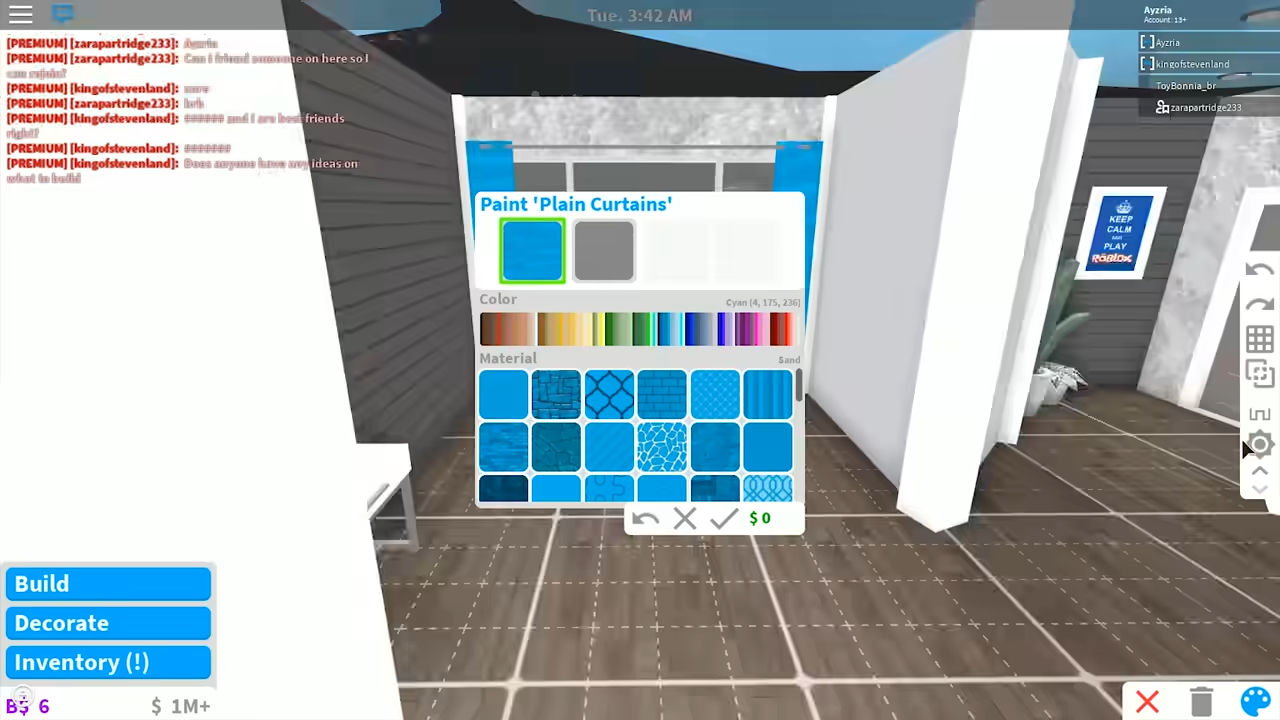 Tue. 3:42 AM
Ayzria
Account: 13+
Ayzria
kingofstevenland
ToyBonnia_br
zarapartridge233
[PREMIUM] [zarapartridge233]: Ayzria
[PREMIUM] [zarapartridge233]: Can i friend someone on here so I
can rejoin?
[PREMIUM] [kingofstevenland]: sure
[PREMIUM] [zarapartridge233]: brb
[PREMIUM] [kingofstevenland]: ###### and i are best friends
right?
[PREMIUM] [kingofstevenland]: #######
[PREMIUM] [kingofstevenland]: Does anyone have any ideas on
what to build
Paint 'Plain Curtains'
Color
Cyan (4, 175, 236)
Material
Sand
$ 0
KEEP
CALM
AND
PLAY
ROBLOX
Build
Decorate
Inventory (!)
B$ 6
$ 1M+